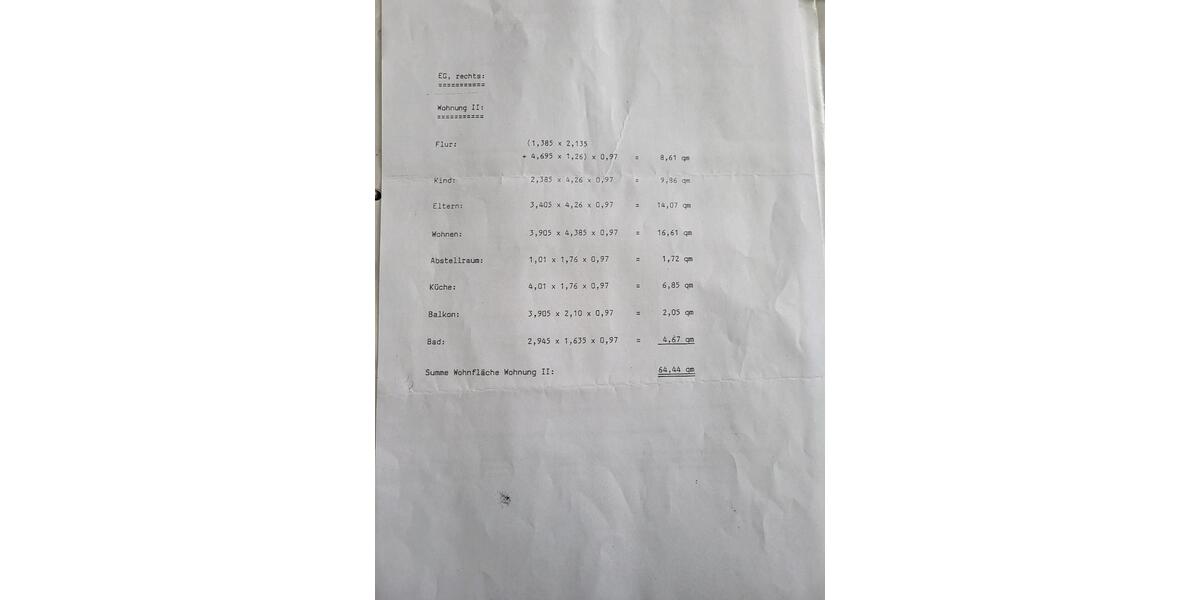 EG, rechts:
===========
Wohnung II:
===========
Flur: (1,385 x 2,135
+ 4,695 x 1,26) x 0,97 = 8,61 qm
Kind: 2,385 x 4,26 x 0,97 = 9,86 qm
Eltern: 3,405 x 4,26 x 0,97 = 14,07 qm
Wohnen: 3,905 x 4,385 x 0,97 = 16,61 qm
Abstellraum: 1,01 x 1,76 x 0,97 = 1,72 qm
Küche: 4,01 x 1,76 x 0,97 = 6,85 qm
Balkon: 3,905 x 2,10 x 0,97 = 2,05 qm
Bad: 2,945 x 1,635 x 0,97 = 4,67 qm
Summe Wohnfläche Wohnung II: 64,44 qm